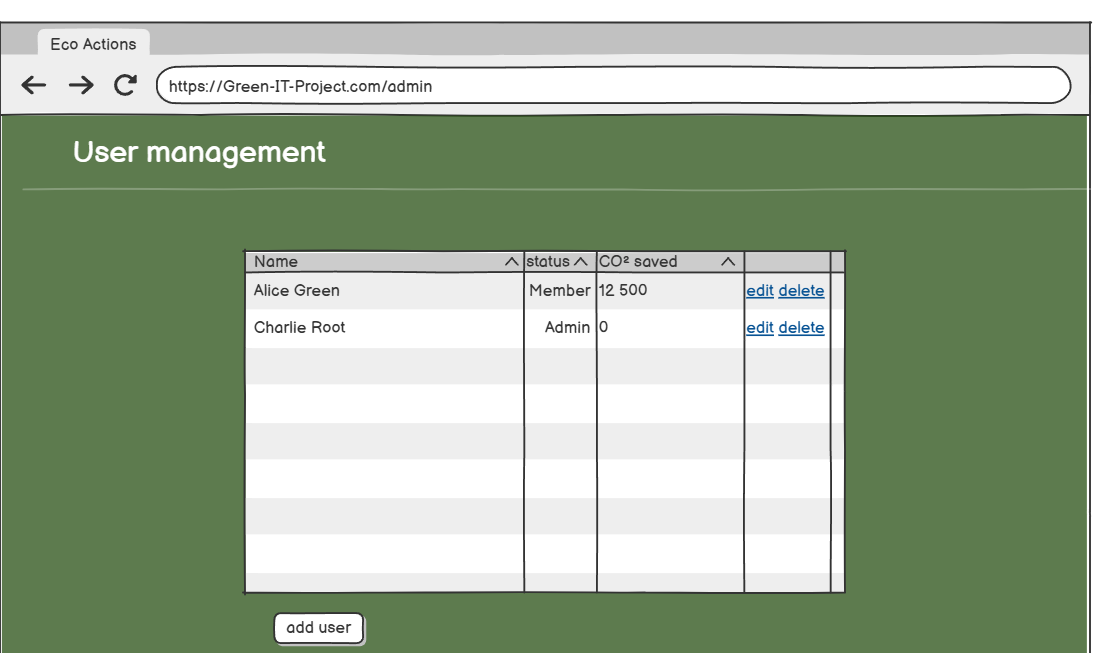 Eco Actions
https://Green-IT-Project.com/admin
User management
Name status CO² saved
Alice Green Member 12 500 edit delete
Charlie Root Admin 0 edit delete
add user